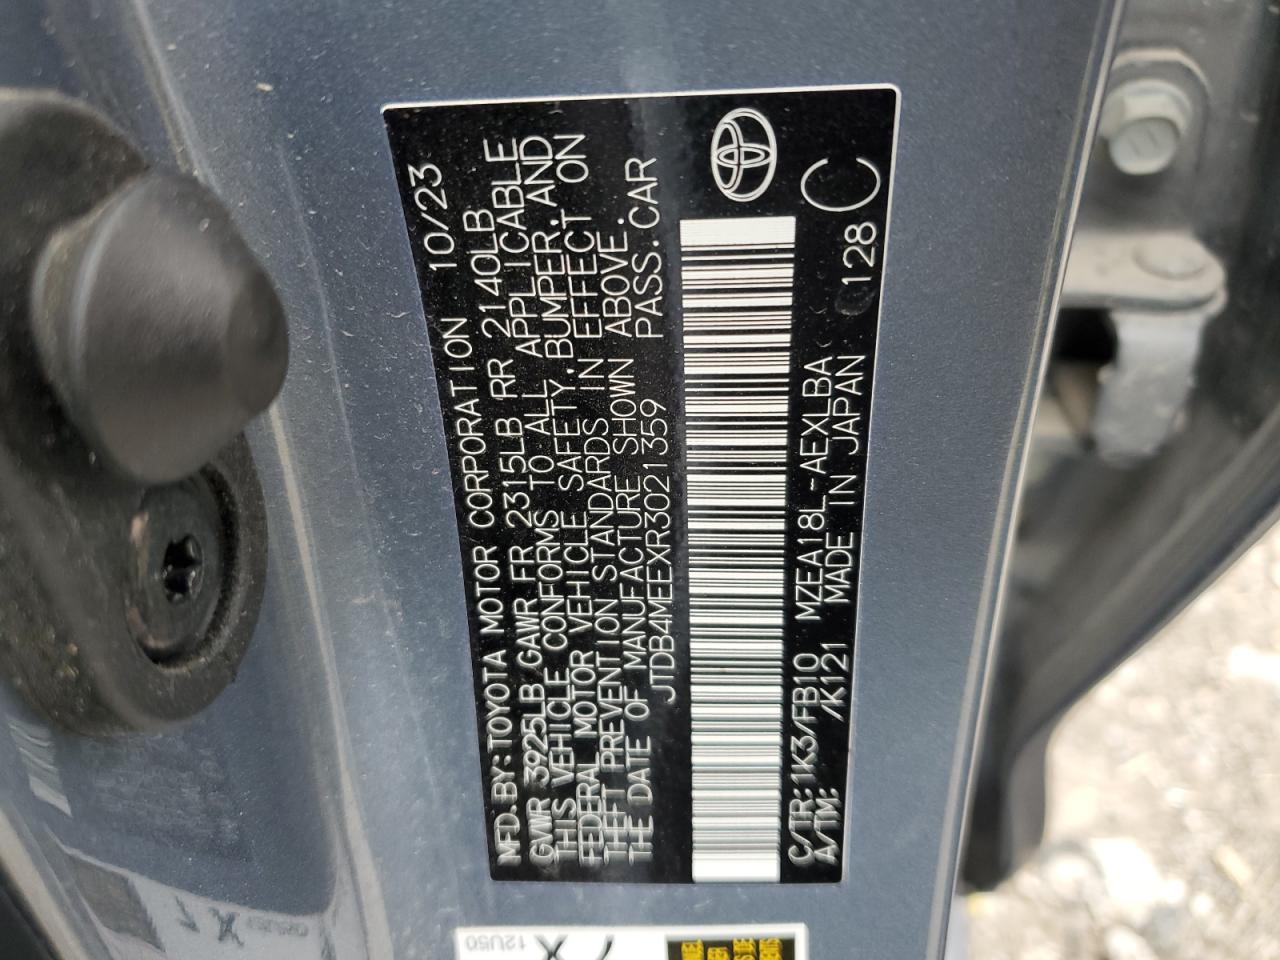 MFD. BY: TOYOTA MOTOR CORPORATION 10/23
GVWR 3925LB GAWR FR 2315LB RR 2140LB
THIS VEHICLE CONFORMS TO ALL APPLICABLE
FEDERAL MOTOR VEHICLE SAFETY, BUMPER, AND
THEFT PREVENTION STANDARDS IN EFFECT ON
THE DATE OF MANUFACTURE SHOWN ABOVE.
JTDB4MEEXR3021359 PASS. CAR
C/TR: 1K3/FB10 MZEA18L-AEXLBA 128
A/TM: /K121 MADE IN JAPAN
C
12U50